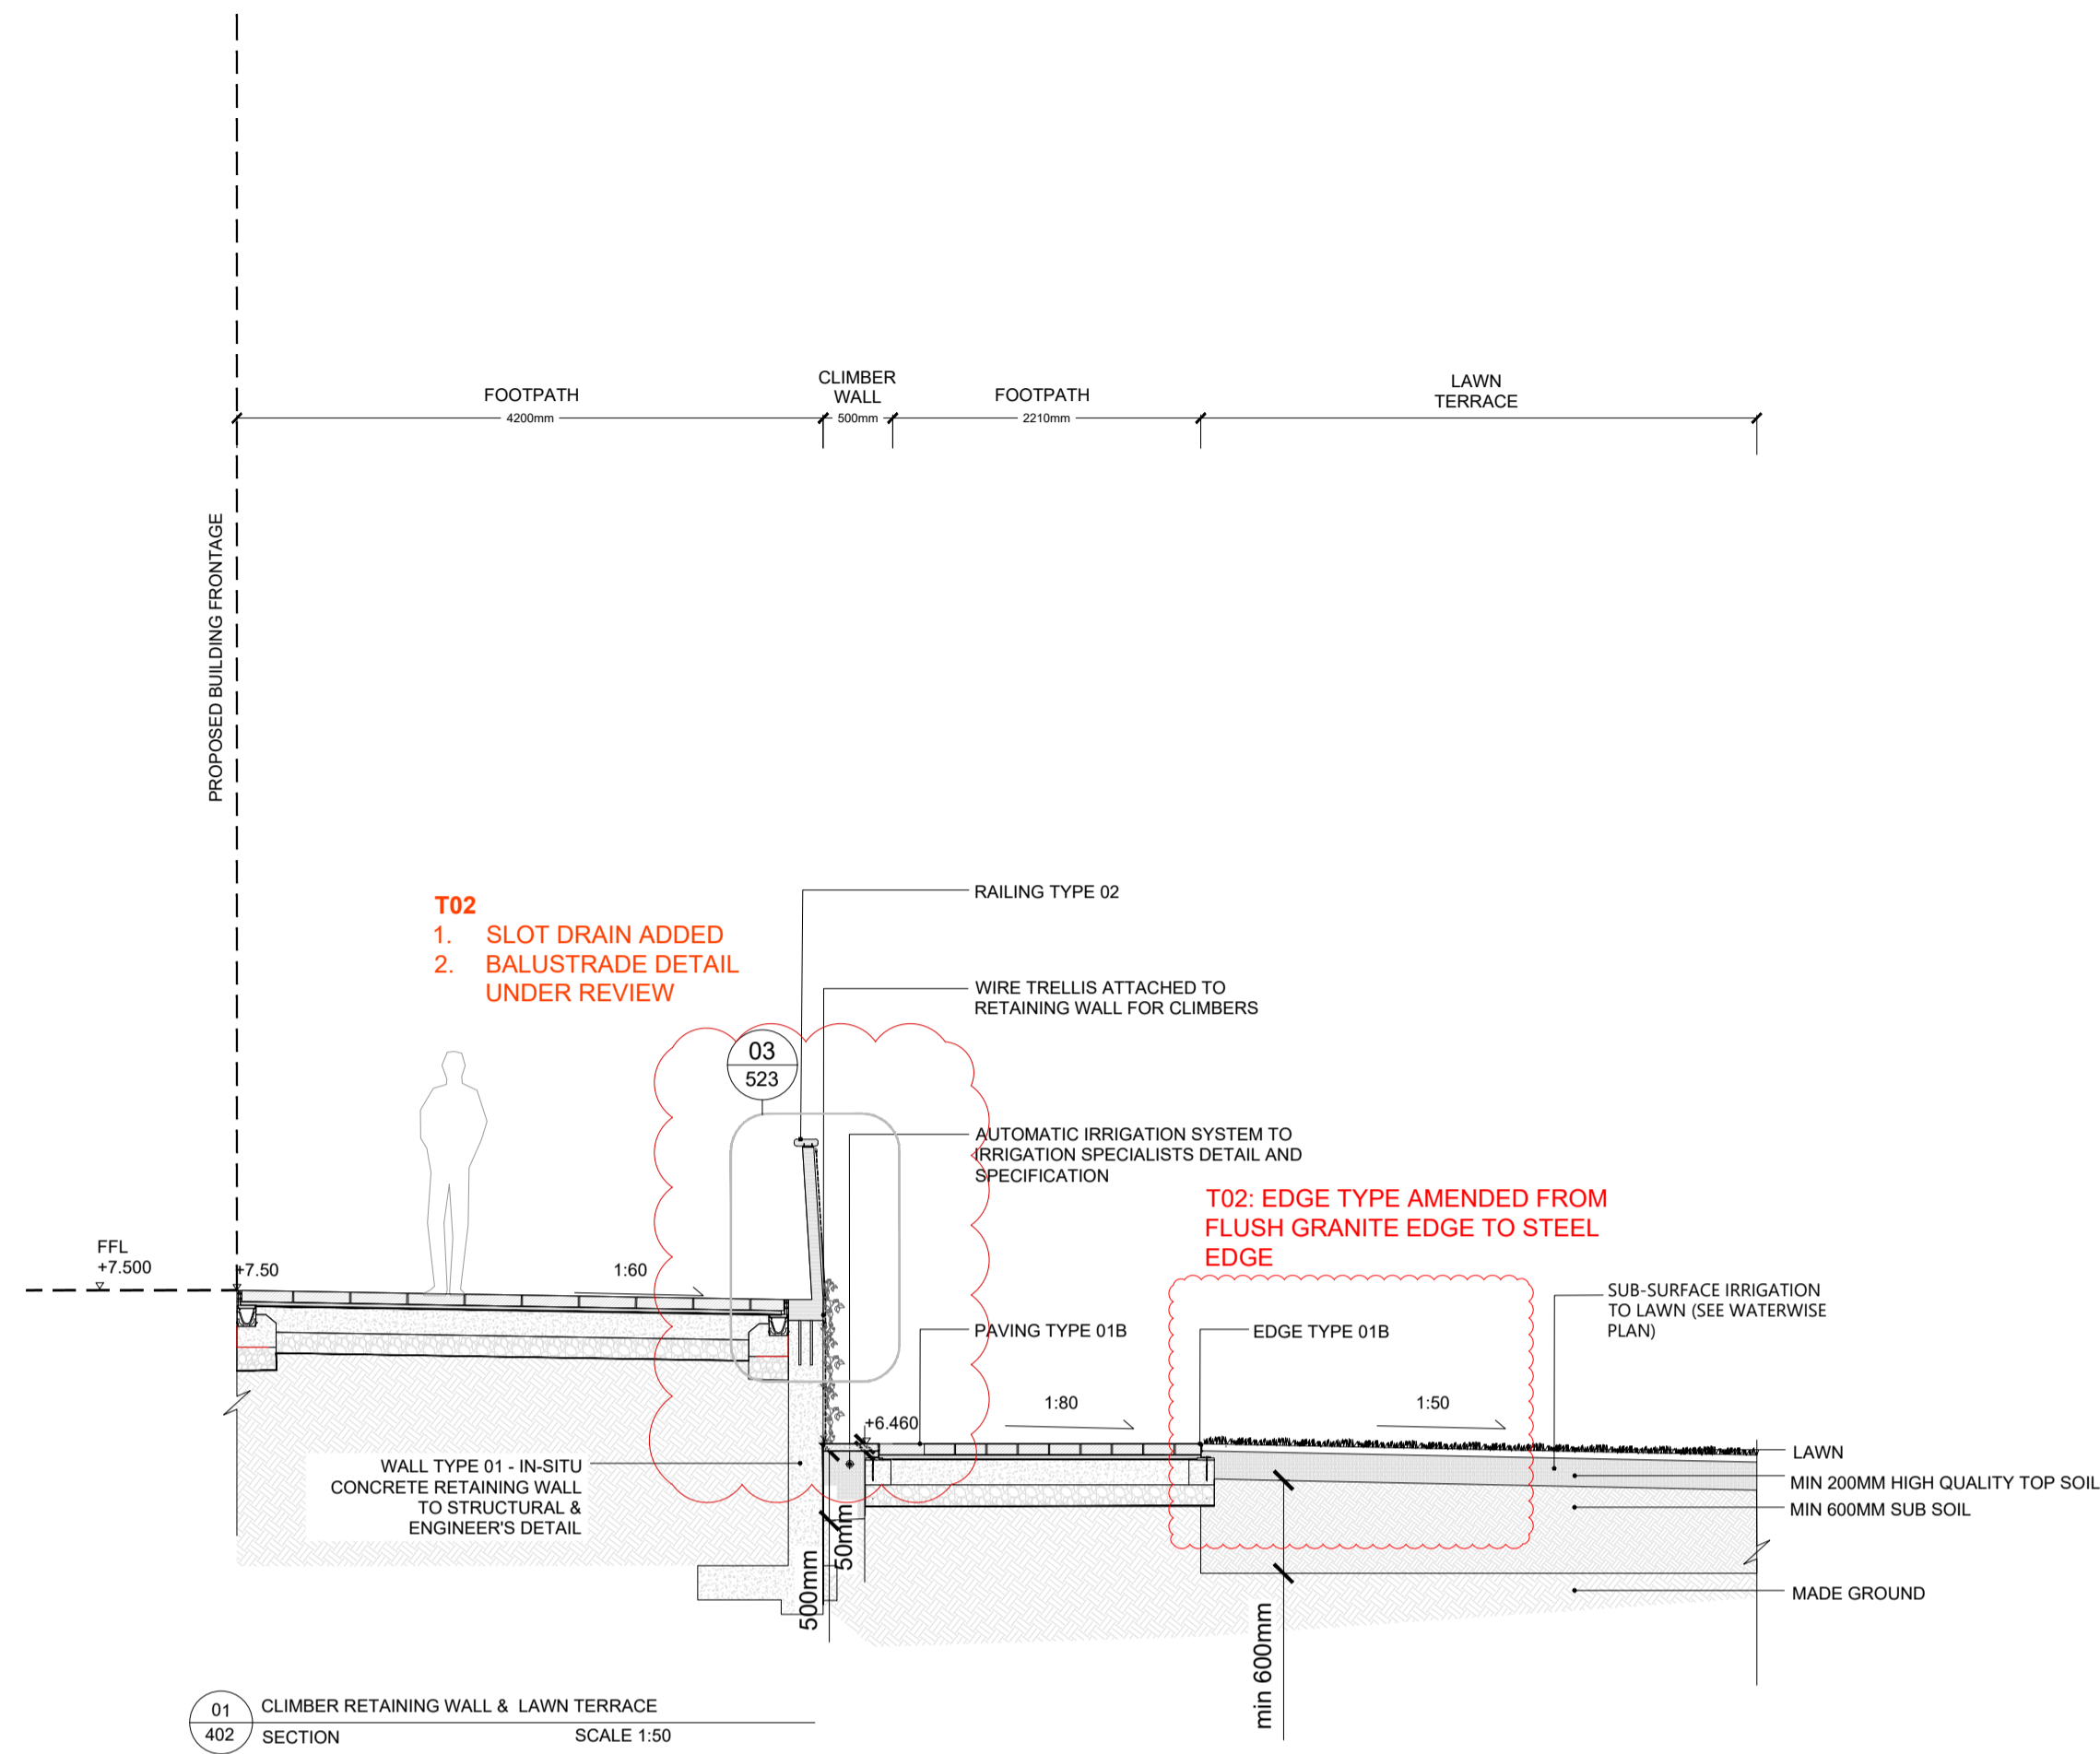 CLIMBER
WALL
FOOTPATH
FOOTPATH
LAWN
TERRACE
4200mm
500mm
2210mm
PROPOSED BUILDING FRONTAGE
RAILING TYPE 02
T02
1. SLOT DRAIN ADDED
2. BALUSTRADE DETAIL
UNDER REVIEW
WIRE TRELLIS ATTACHED TO
RETAINING WALL FOR CLIMBERS
03
523
AUTOMATIC IRRIGATION SYSTEM TO
IRRIGATION SPECIALISTS DETAIL AND
SPECIFICATION
T02: EDGE TYPE AMENDED FROM
FLUSH GRANITE EDGE TO STEEL
EDGE
FFL
+7.500
+7.50
1:60
SUB-SURFACE IRRIGATION
TO LAWN (SEE WATERWISE
PLAN)
PAVING TYPE 01B
EDGE TYPE 01B
1:80
1:50
+6.460
LAWN
WALL TYPE 01 - IN-SITU
CONCRETE RETAINING WALL
TO STRUCTURAL &
ENGINEER'S DETAIL
MIN 200MM HIGH QUALITY TOP SOIL
MIN 600MM SUB SOIL
50mm
500mm
MADE GROUND
min 600mm
01
402
CLIMBER RETAINING WALL & LAWN TERRACE
SECTION SCALE 1:50